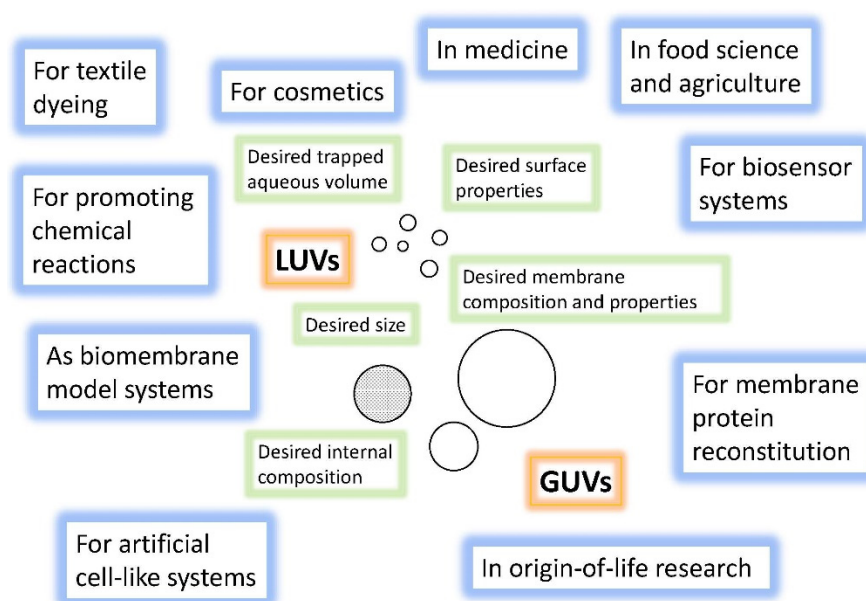 In medicine
In food science
and agriculture
For textile
dyeing
For cosmetics
Desired trapped
aqueous volume
Desired surface
properties
For biosensor
systems
For promoting
chemical
reactions
LUVs
Desired membrane
composition and properties
Desired size
As biomembrane
model systems
For membrane
protein
reconstitution
Desired internal
composition
GUVs
For artificial
cell-like systems
In origin-of-life research